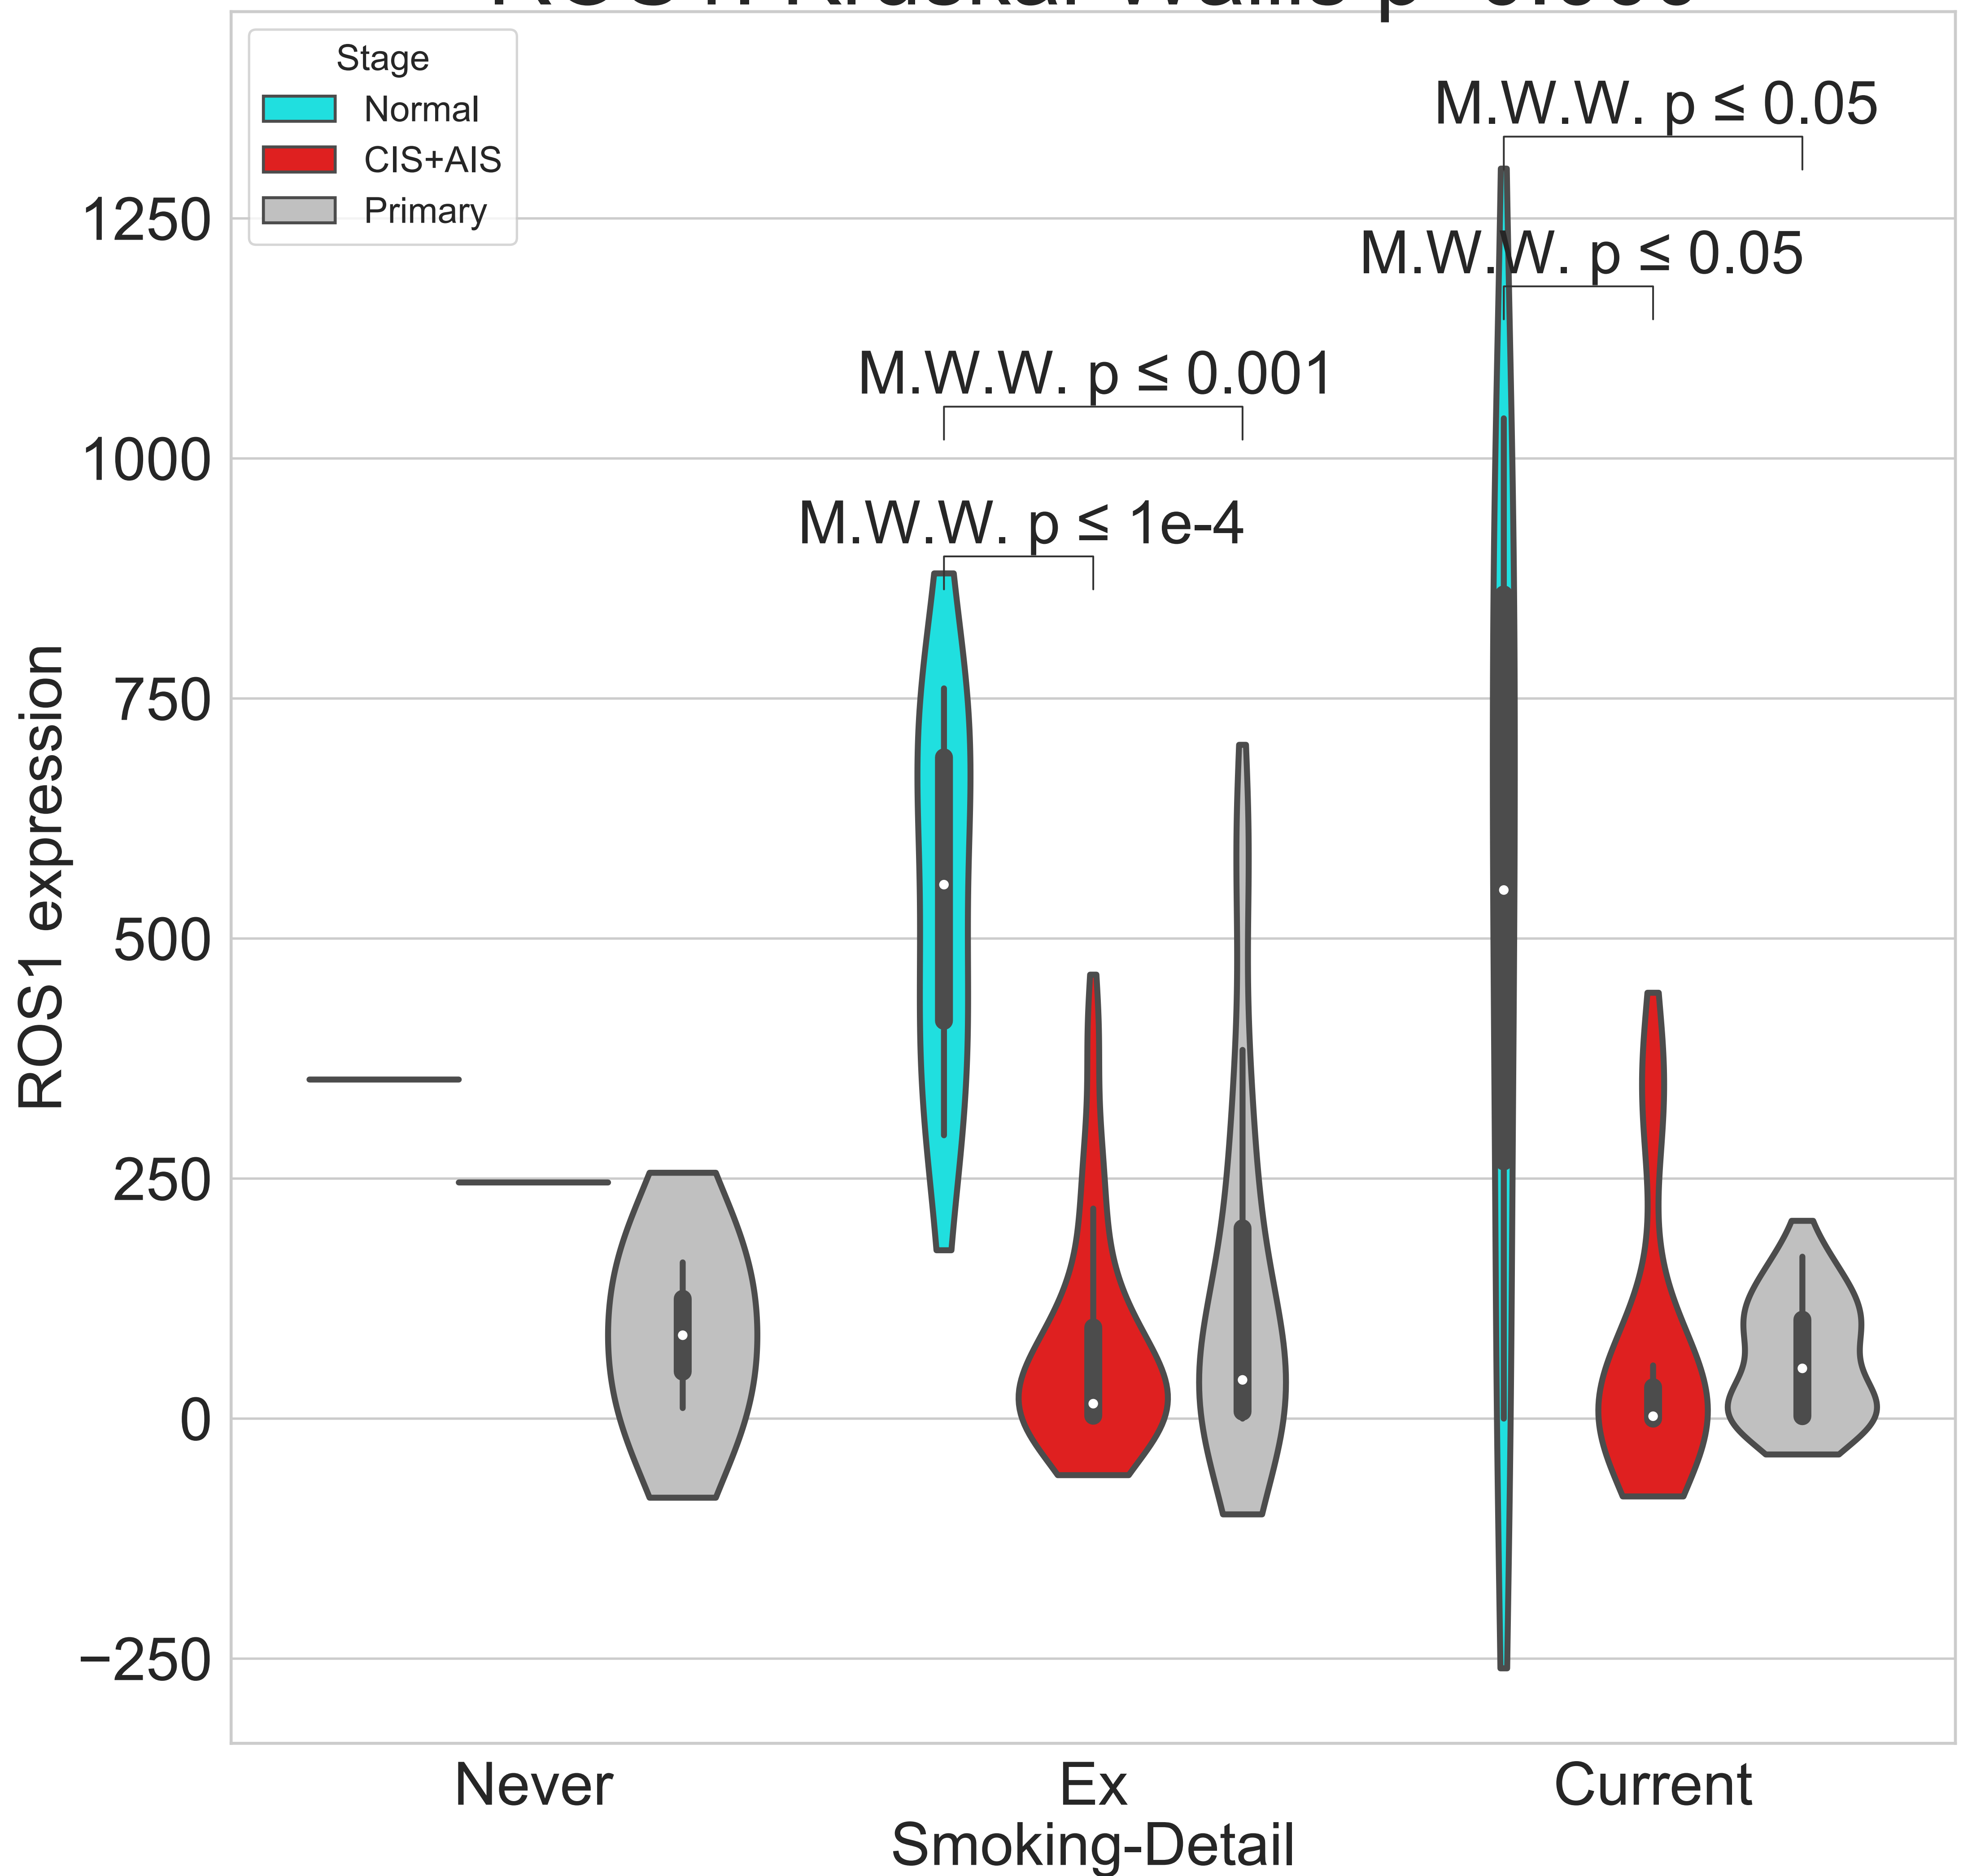 Stage
Normal
CIS+AIS
Primary
M.W.W. p ≤ 0.05
M.W.W. p ≤ 0.05
M.W.W. p ≤ 0.001
M.W.W. p ≤ 1e-4
1250
1000
750
500
250
0
−250
ROS1 expression
Never
Ex
Current
Smoking-Detail